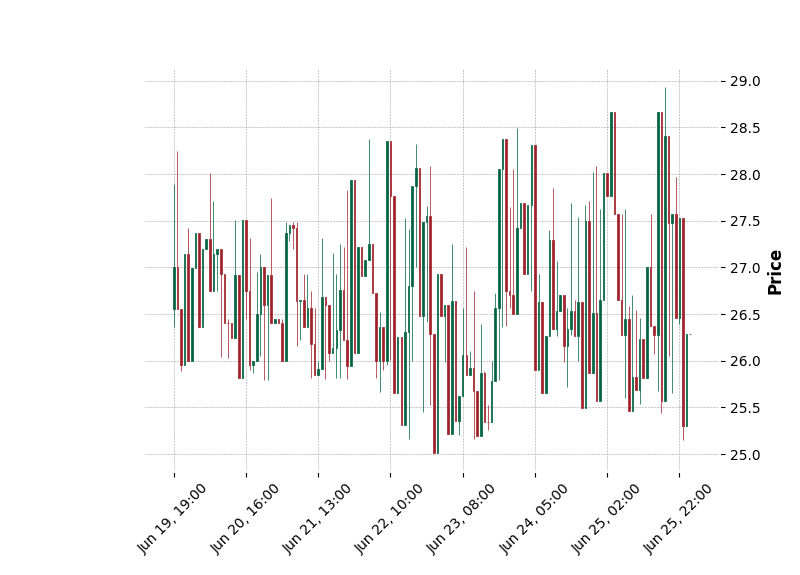 29.0
28.5
28.0
27.5
27.0
26.5
26.0
25.5
25.0
Price
Jun 19, 19:00
Jun 20, 16:00
Jun 21, 13:00
Jun 22, 10:00
Jun 23, 08:00
Jun 24, 05:00
Jun 25, 02:00
Jun 25, 22:00